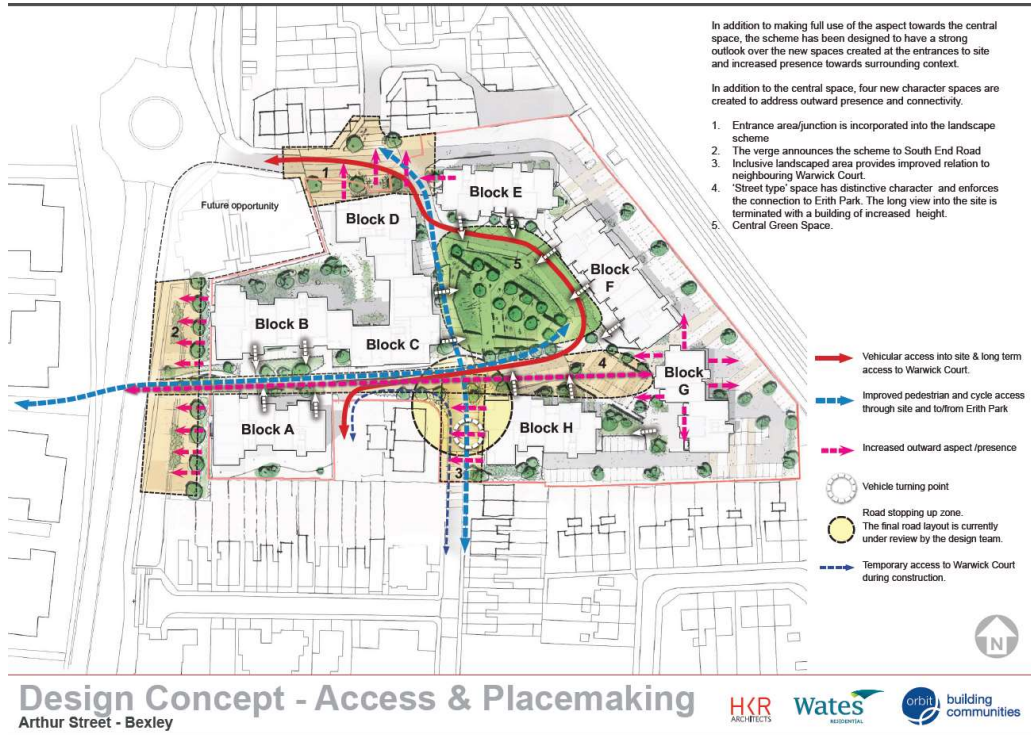 In addition to making full use of the aspect towards the central
space, the scheme has been designed to have a strong
outlook over the new spaces created at the entrances to site
and increased presence towards surrounding context.
In addition to the central space, four new character spaces are
created to address outward presence and connectivity.
1. Entrance area/junction is incorporated into the landscape
scheme
2. The verge announces the scheme to South End Road
3. Inclusive landscaped area provides improved relation to
neighbouring Warwick Court.
4. ‘Street type’ space has distinctive character and enforces
the connection to Erith Park. The long view into the site is
terminated with a building of increased height.
5. Central Green Space.
1
Block E
Future opportunity
Block D
5
Block
F
2
Block B
Block C
4
Block
G
Block A
Block H
3
Vehicular access into site & long term
access to Warwick Court.
Improved pedestrian and cycle access
through site and to/from Erith Park
Increased outward aspect /presence
Vehicle turning point
Road stopping up zone.
The final road layout is currently
under review by the design team.
Temporary access to Warwick Court
during construction.
N
Design Concept - Access & Placemaking
Arthur Street - Bexley
HKR
ARCHITECTS
Wates
RESIDENTIAL
orbit
building
communities